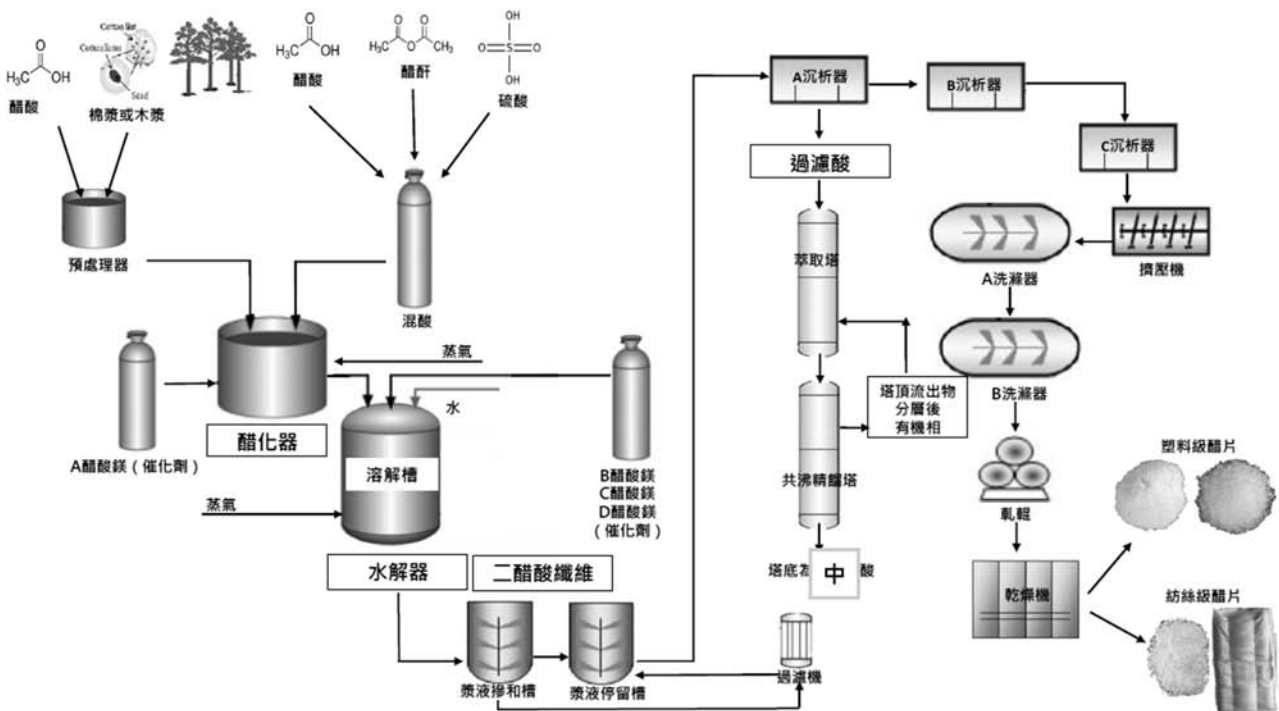 Cotton lint
Cotton linters
Seed
O
H₃C
OH
醋酸
棉漿或木漿
O
H₃C
OH
醋酸
O
O
H₃C
O
CH₃
醋酐
OH
O
S
O
OH
硫酸
預處理器
混酸
蒸氣
A醋酸鎂（催化劑）
醋化器
水
溶解槽
B醋酸鎂
C醋酸鎂
D醋酸鎂
（催化劑）
蒸氣
水解器
二醋酸纖維
漿液摻和槽
漿液停留槽
過濾機
A沉析器
B沉析器
C沉析器
過濾酸
萃取塔
擠壓機
A洗滌器
B洗滌器
塔頂流出物
分層後
有機相
共沸精餾塔
塔底為
中
酸
軋輥
乾燥機
塑料級醋片
紡絲級醋片